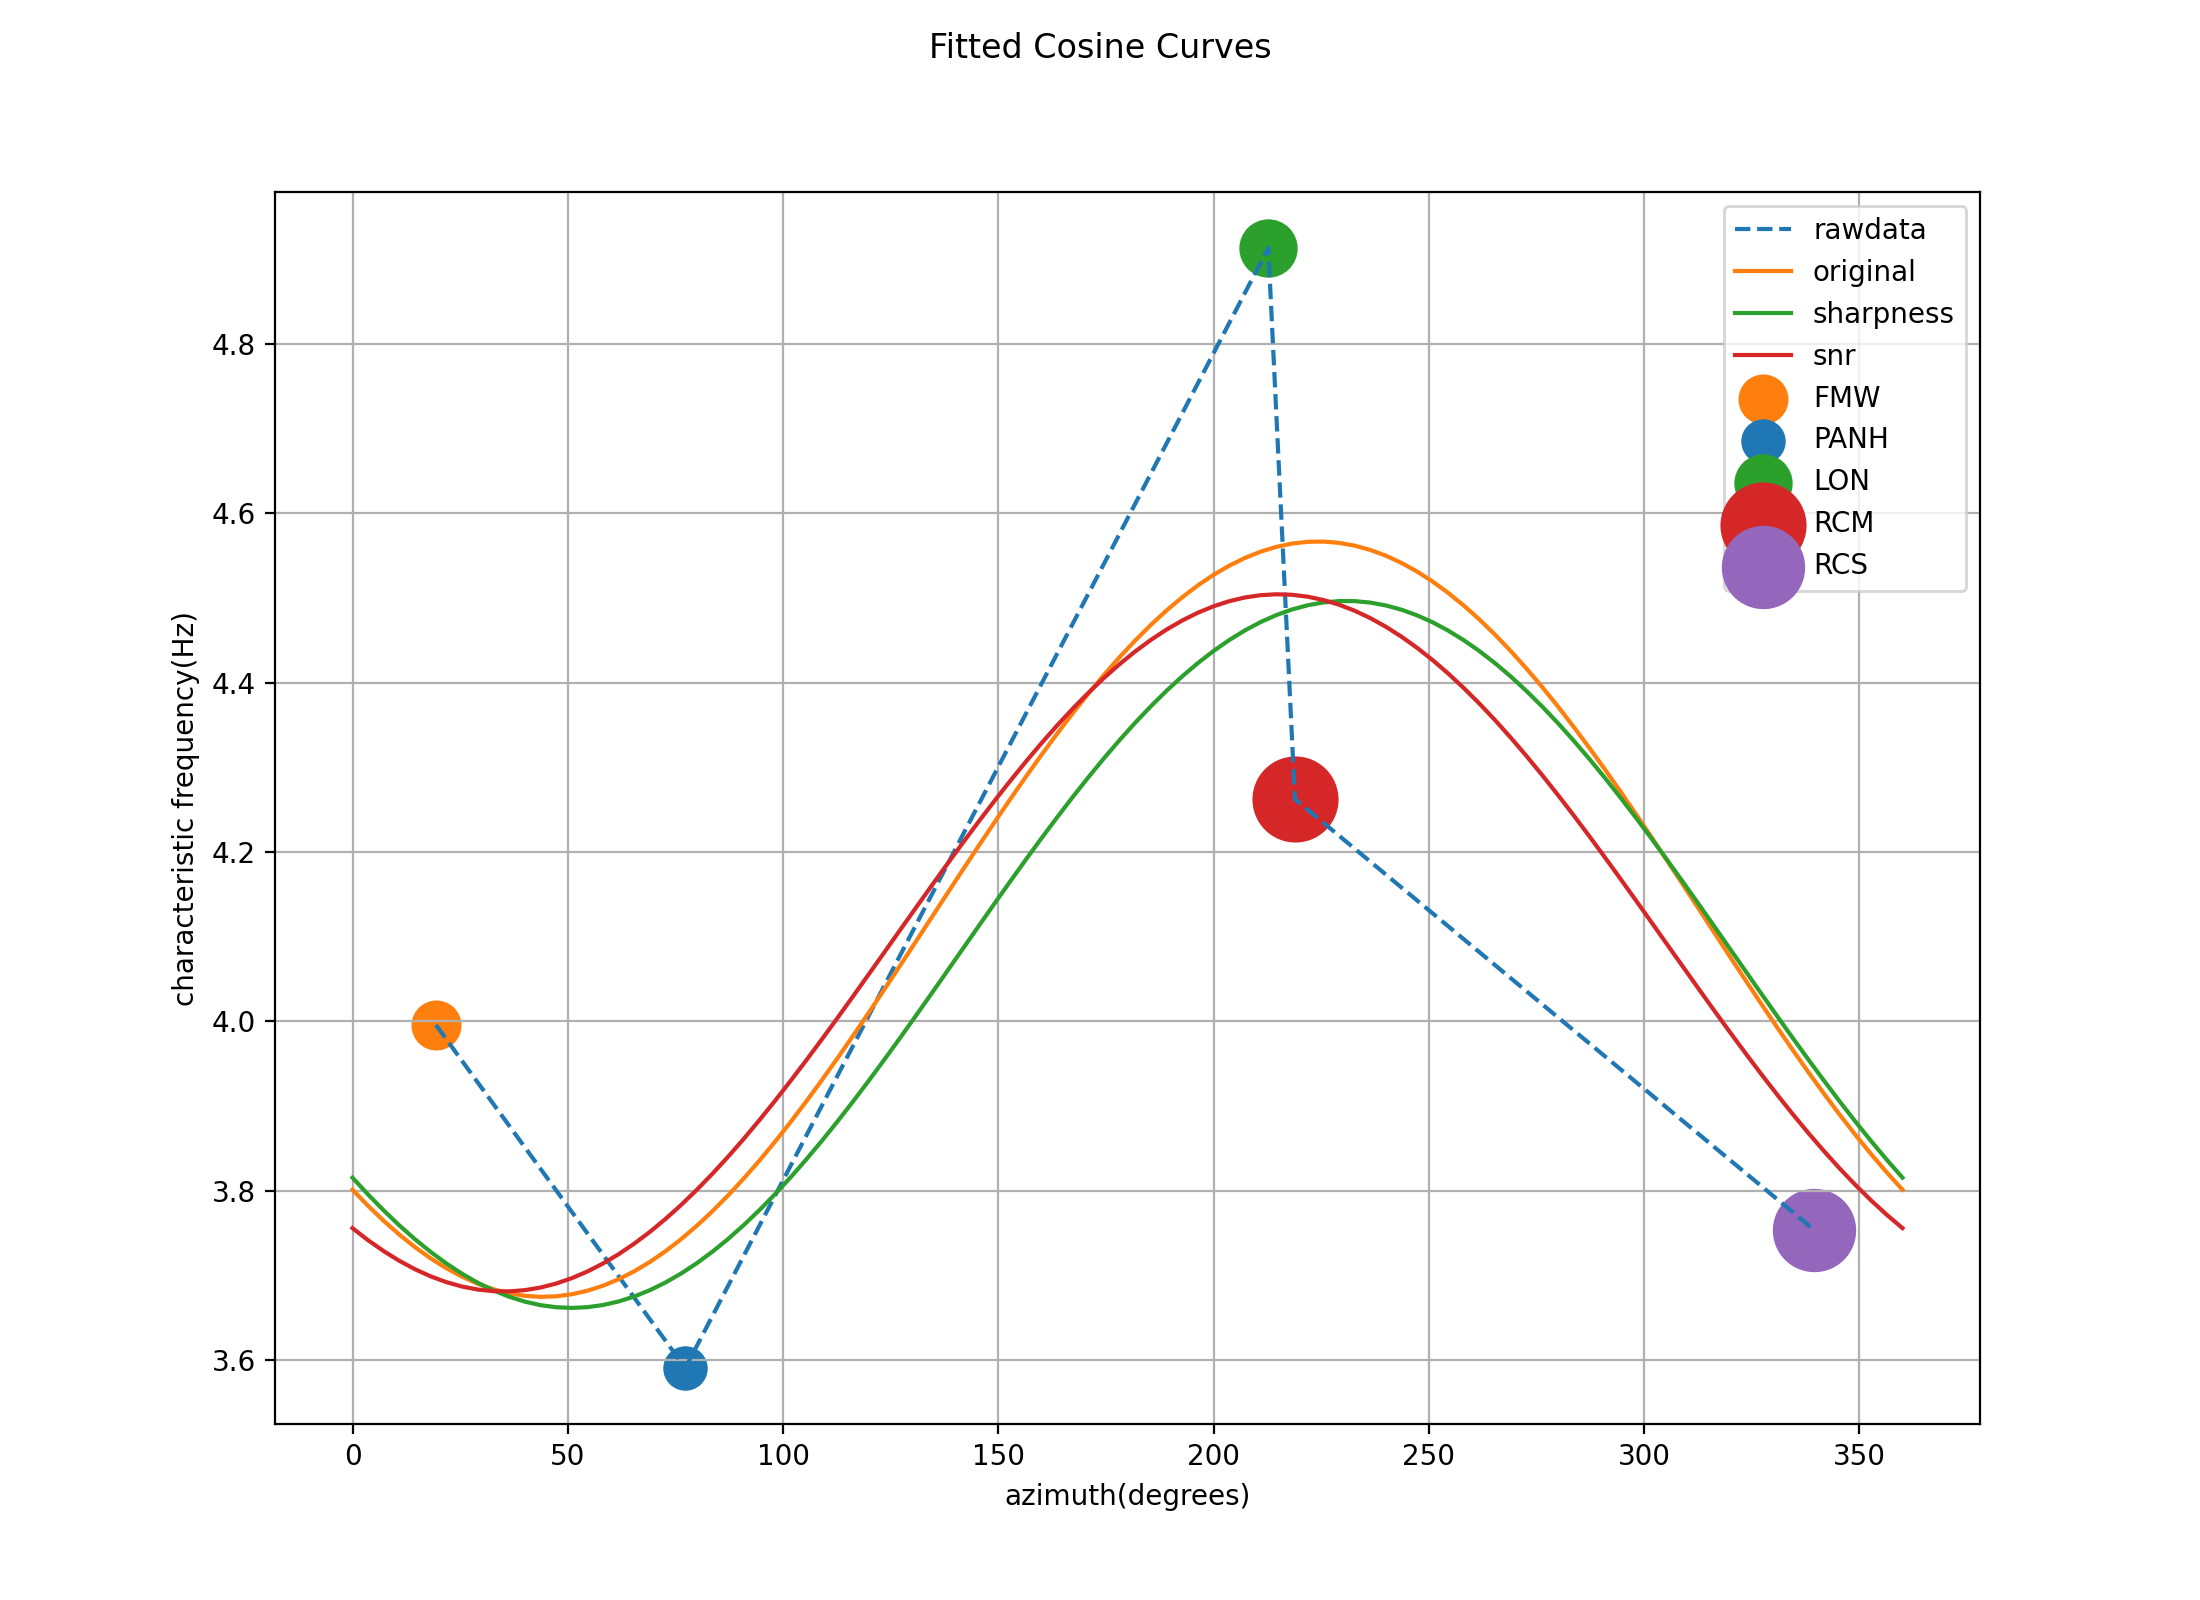 Fitted Cosine Curves
rawdata
original
sharpness
snr
FMW
PANH
LON
RCM
RCS
characteristic frequency(Hz)
4.8
4.6
4.4
4.2
4.0
3.8
3.6
0 50 100 150 200 250 300 350
azimuth(degrees)